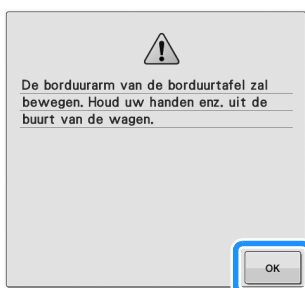 De borduurarm van de borduurtafel zal
bewegen. Houd uw handen enz. uit de
buurt van de wagen.
OK